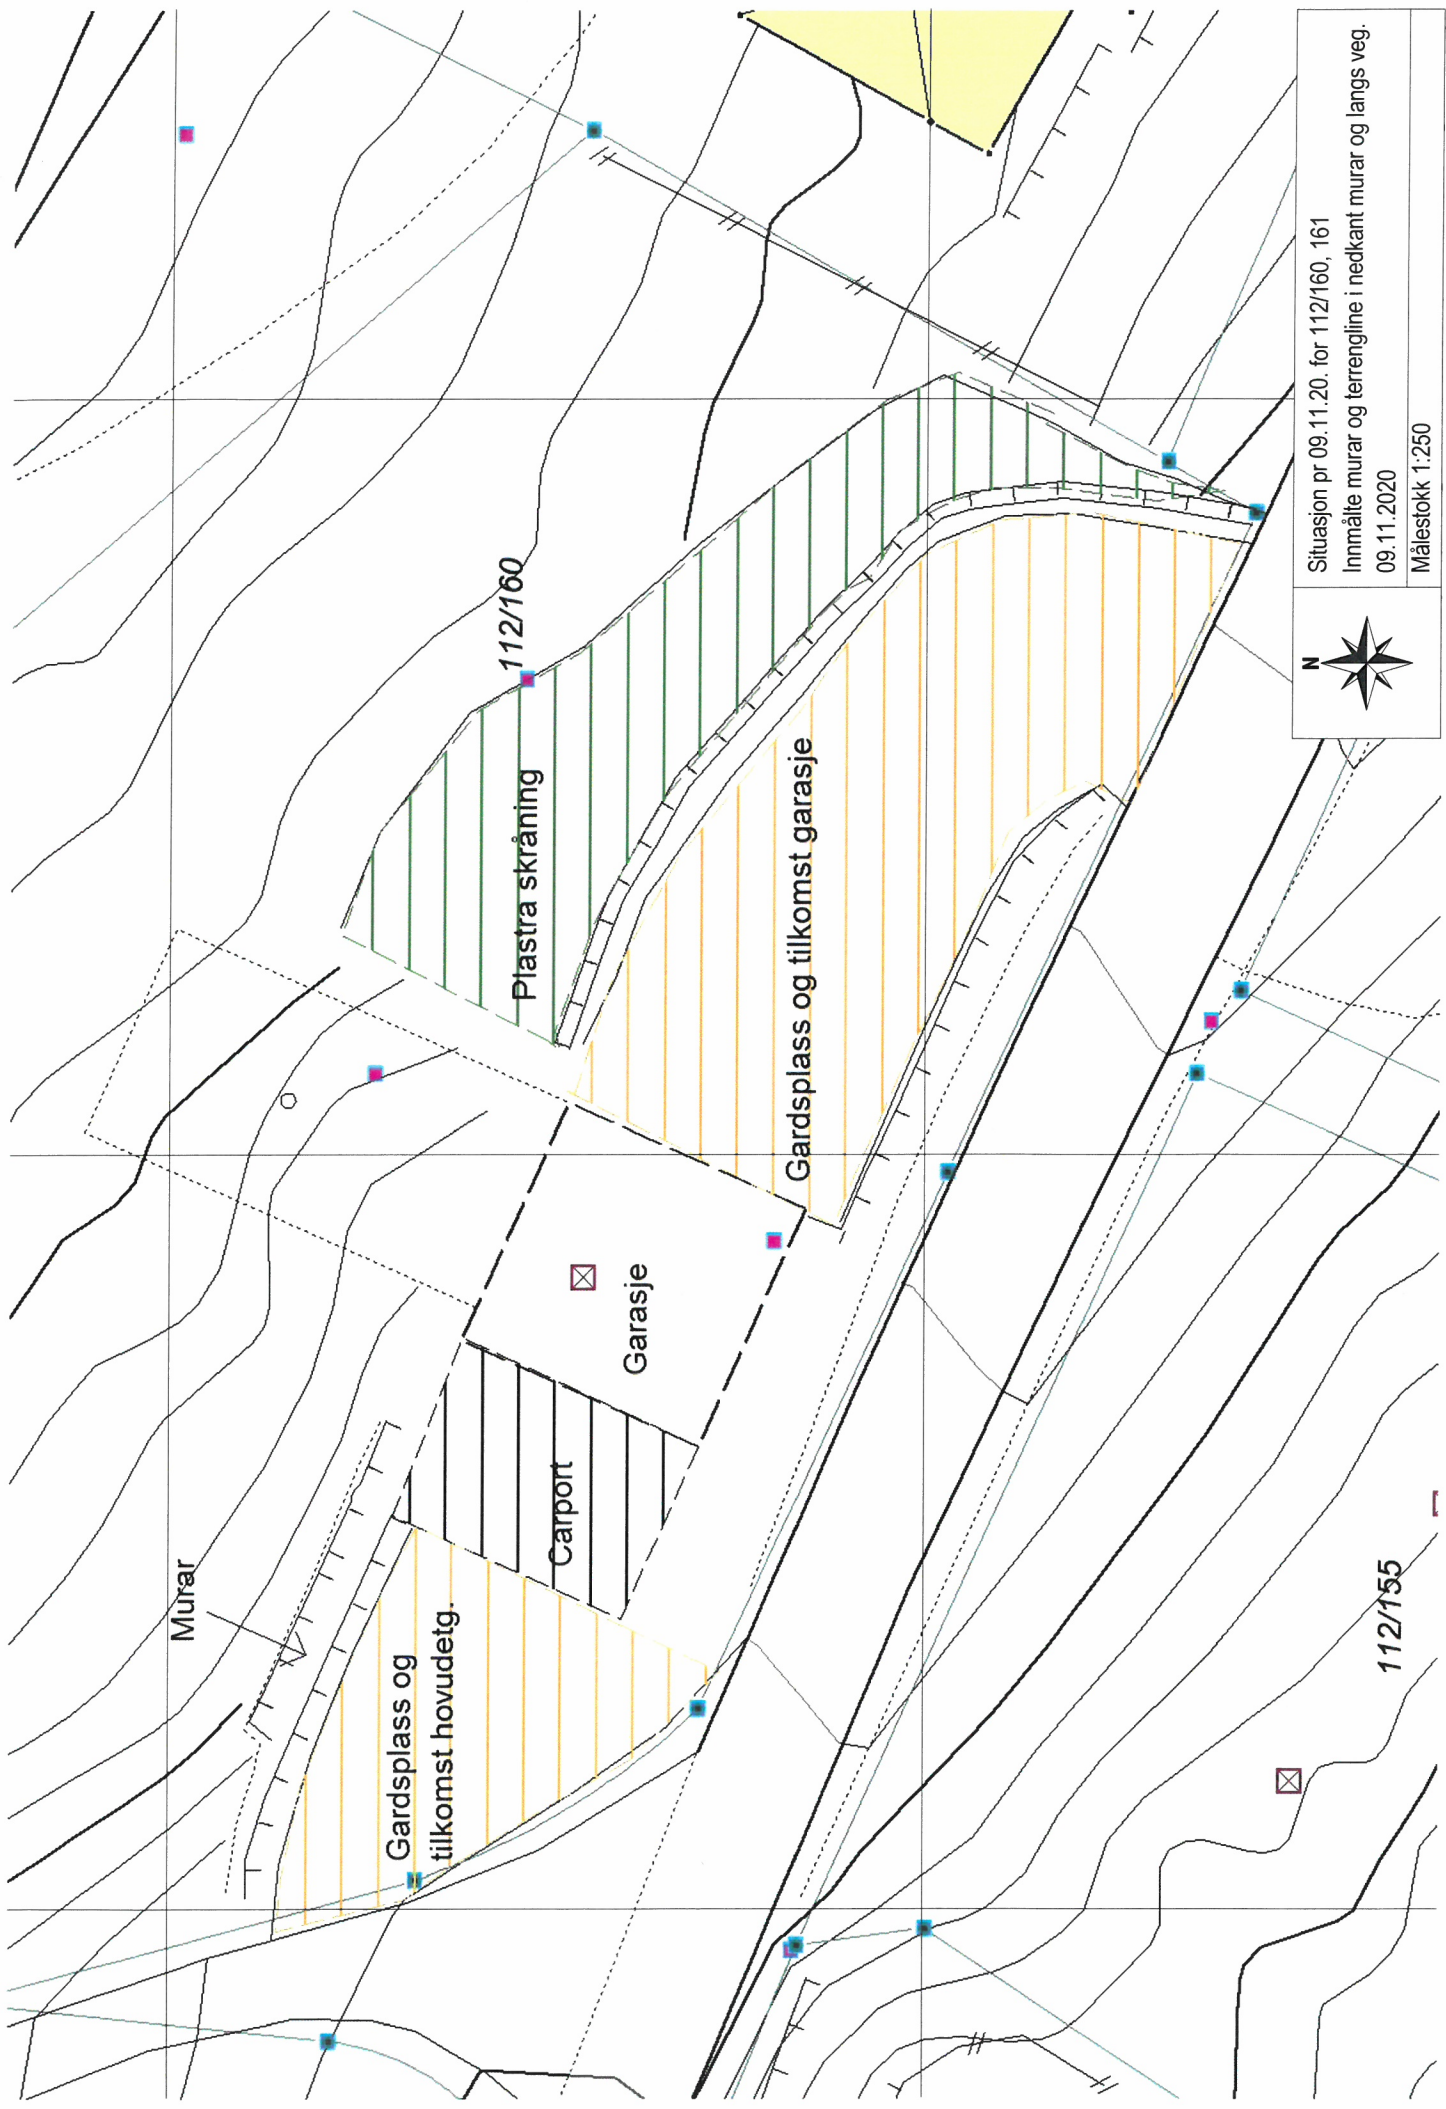 Murar
Gardsplass og
tilkomst hovudetg.
Carport
Garasje
Plastra skråning
112/160
Gardsplass og tilkomst garasje
112/155
N
Situasjon pr 09.11.20. for 112/160, 161
Innmålte murar og terrengline i nedkant murar og langs veg.
09.11.2020
Målestokk 1:250